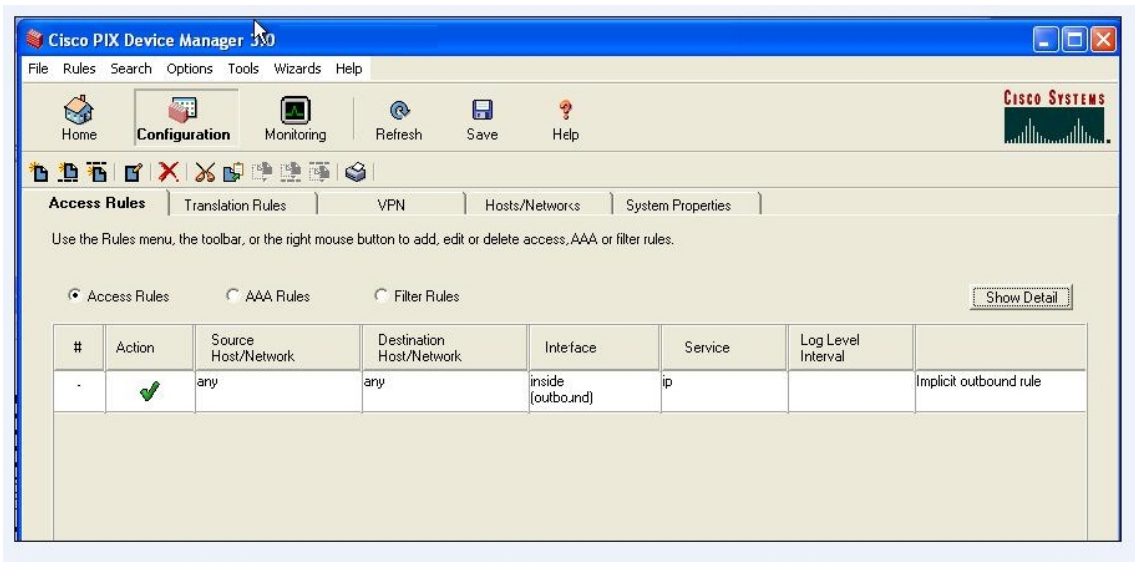 Cisco PIX Device Manager 3.0
File Rules Search Options Tools Wizards Help
Home Configuration Monitoring Refresh Save Help
CISCO SYSTEMS
Access Rules Translation Rules VPN Hosts/Networks System Properties
Use the Rules menu, the toolbar, or the right mouse button to add, edit or delete access, AAA or filter rules.
Access Rules AAA Rules Filter Rules Show Detail
# Action Source Host/Network Destination Host/Network Interface Service Log Level Interval
- any any inside (outbound) ip Implicit outbound rule